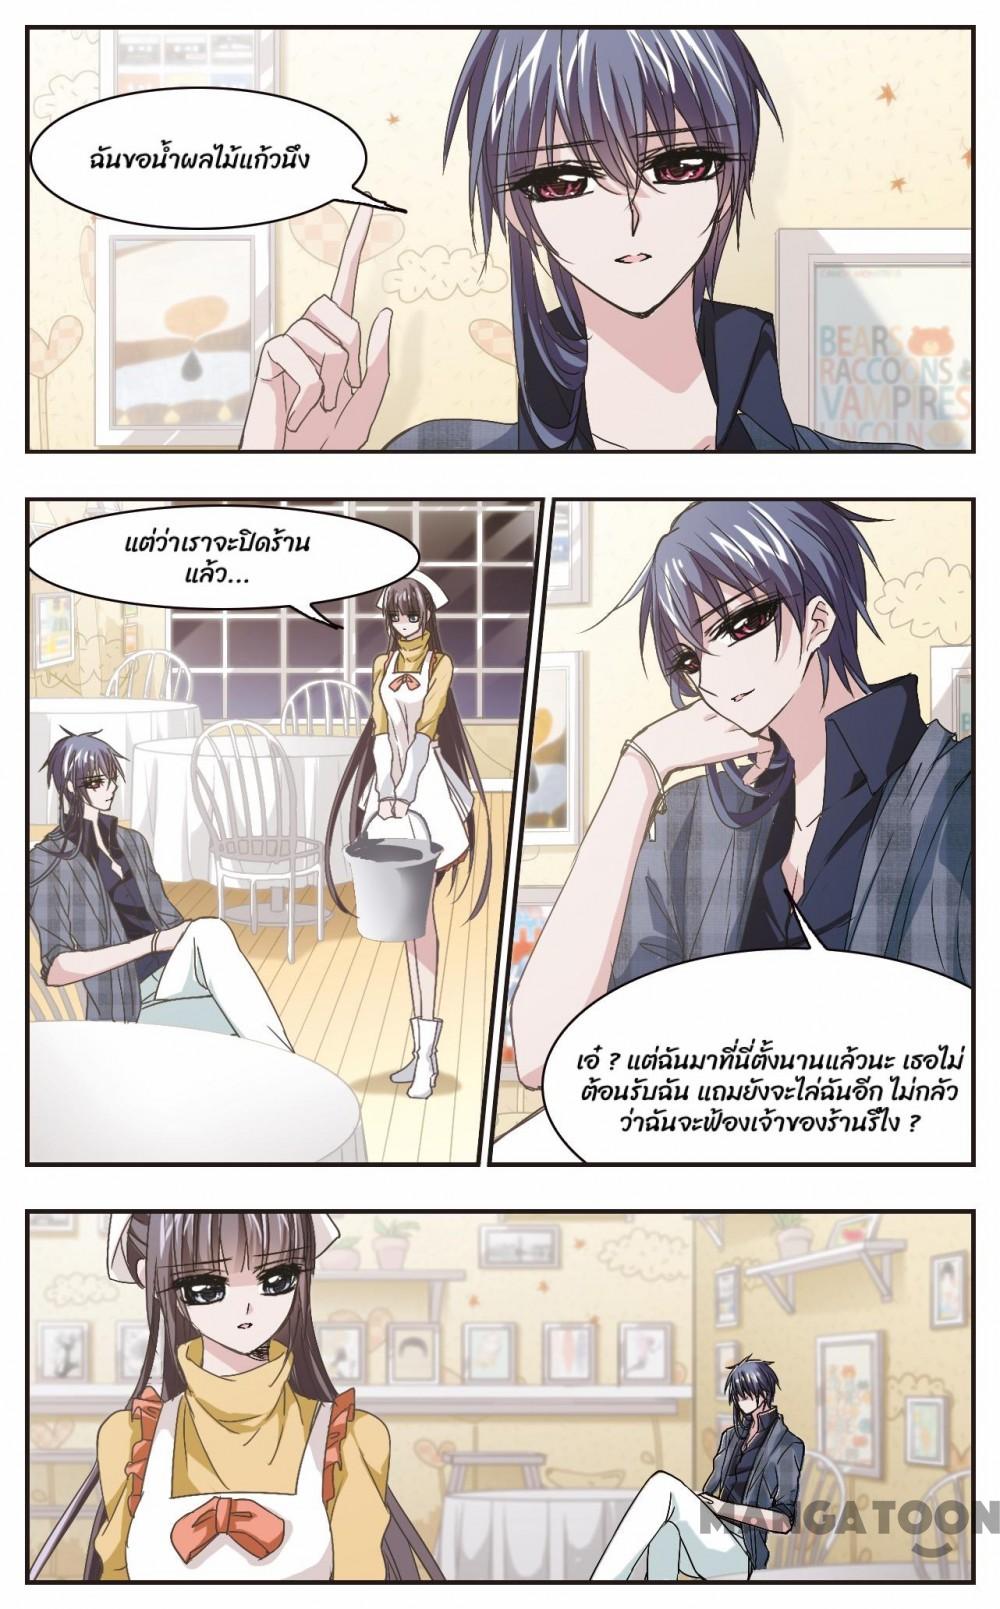 ฉันขอน้ำผลไม้แก้วนึง
BEARS
RACCOONS &
VAMPIRES
LINCOLN
แต่ว่าเราจะปิดร้าน
แล้ว...
เอ๋ ? แต่ฉันมาที่นี่ตั้งนานแล้วนะ เธอไม่
ต้อนรับฉัน แถมยังจะไล่ฉันอีก ไม่กลัว
ว่าฉันจะฟ้องเจ้าของร้านรึไง ?
MANGATOON